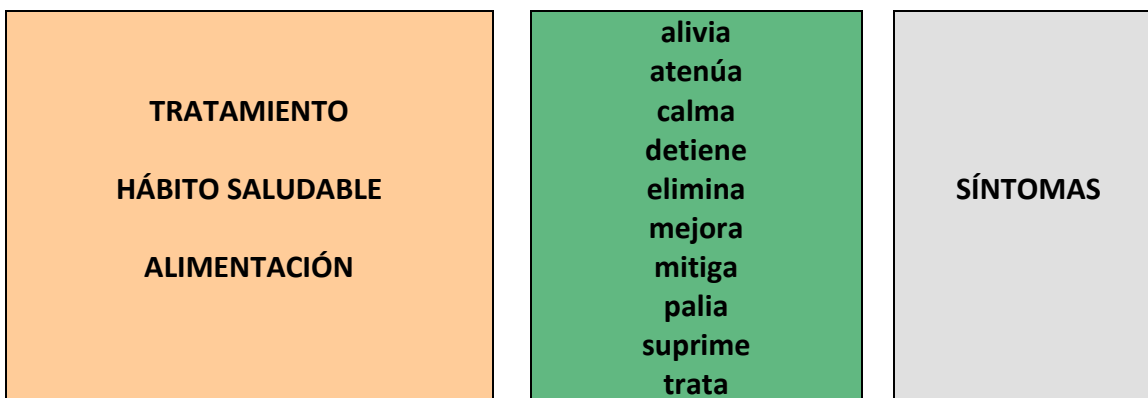 TRATAMIENTO
HÁBITO SALUDABLE
ALIMENTACIÓN
alivia
atenúa
calma
detiene
elimina
mejora
mitiga
palia
suprime
trata
SÍNTOMAS